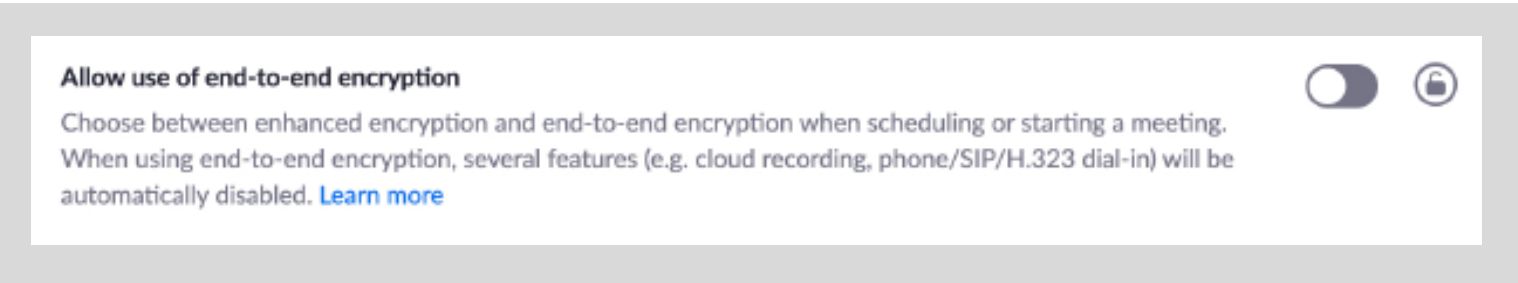 Allow use of end-to-end encryption
Choose between enhanced encryption and end-to-end encryption when scheduling or starting a meeting.
When using end-to-end encryption, several features (e.g. cloud recording, phone/SIP/H.323 dial-in) will be
automatically disabled. Learn more